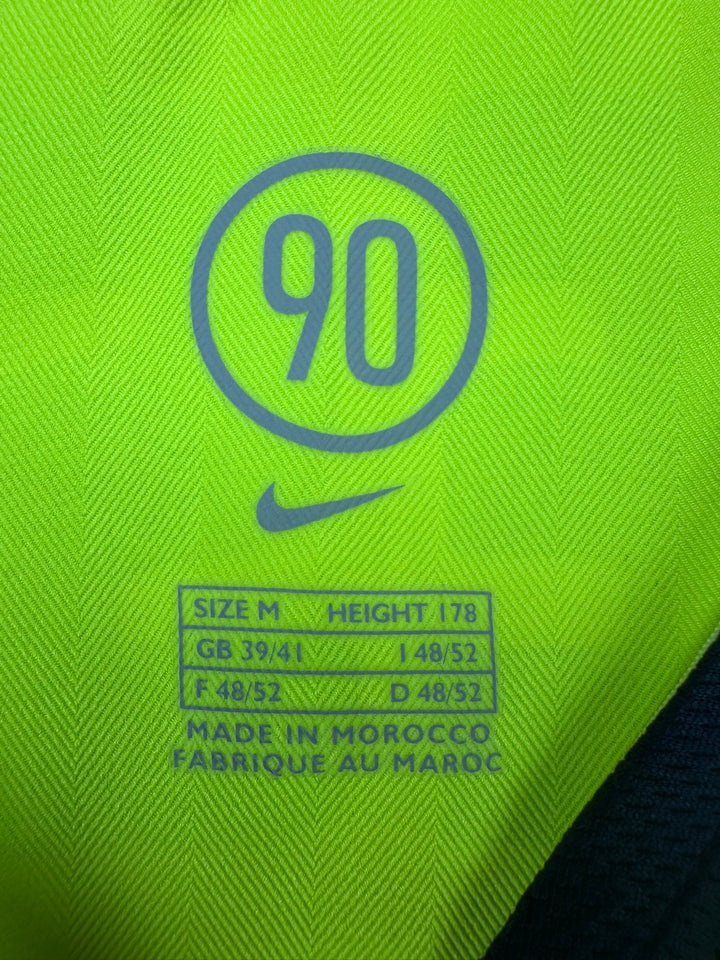 90
SIZE M HEIGHT 178
GB 39/41 I 48/52
F 48/52 D 48/52
MADE IN MOROCCO
FABRIQUE AU MAROC